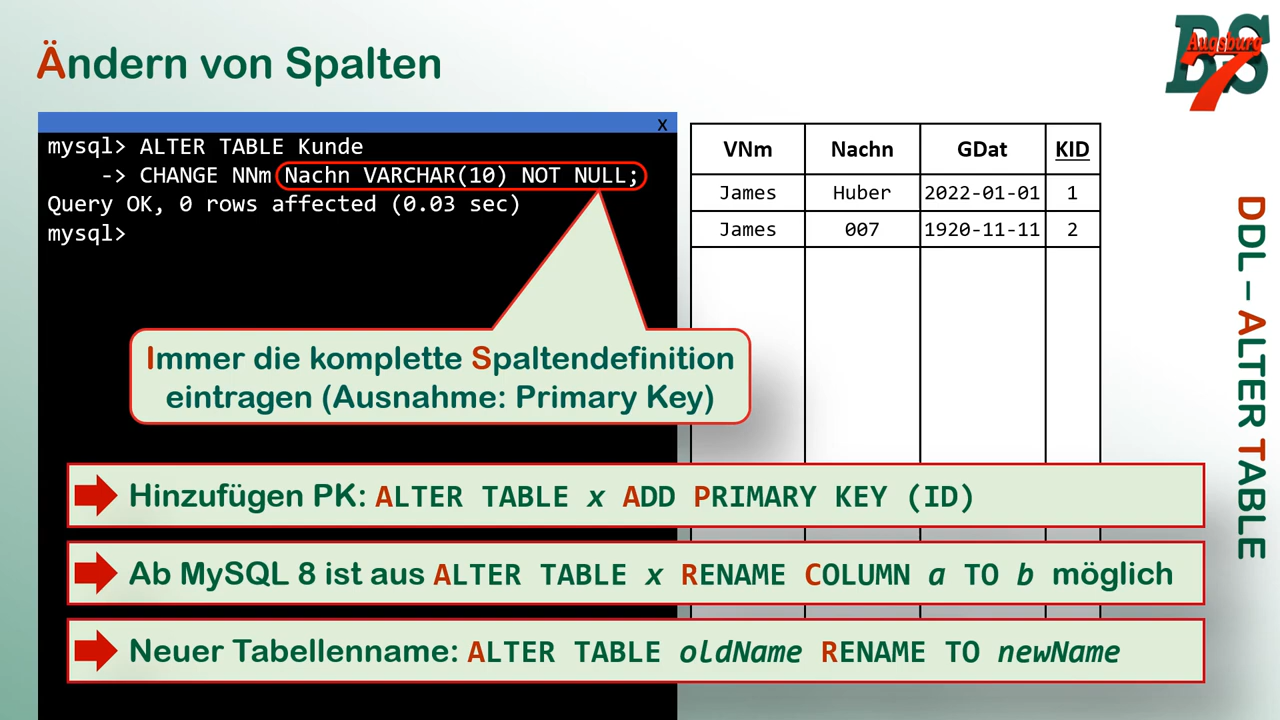 Ändern von Spalten
BS
Augsburg
7
x
mysql> ALTER TABLE Kunde
-> CHANGE NNm Nachn VARCHAR(10) NOT NULL;
Query OK, 0 rows affected (0.03 sec)
mysql>
VNm Nachn GDat KID
James Huber 2022-01-01 1
James 007 1920-11-11 2
Immer die komplette Spaltendefinition
eintragen (Ausnahme: Primary Key)
Hinzufügen PK: ALTER TABLE x ADD PRIMARY KEY (ID)
Ab MySQL 8 ist aus ALTER TABLE x RENAME COLUMN a TO b möglich
Neuer Tabellenname: ALTER TABLE oldName RENAME TO newName
DDL – ALTER TABLE